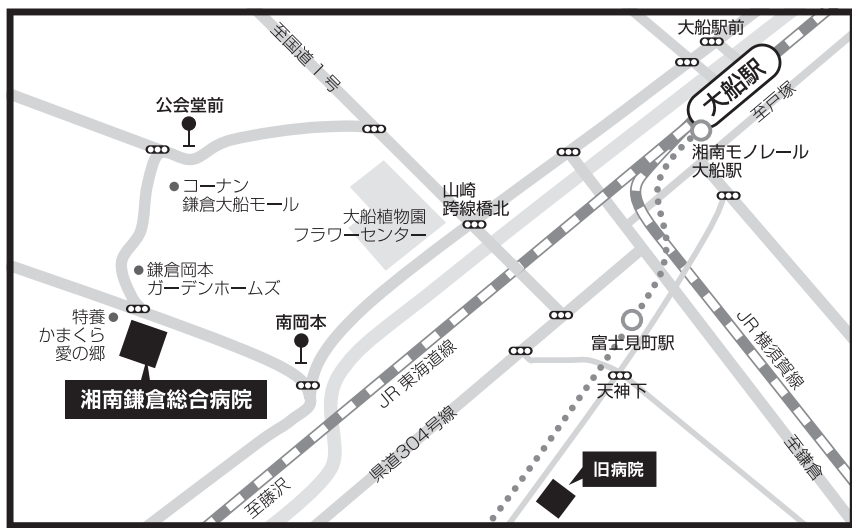 至国道1号
大船駅前
大船駅
至戸塚
公会堂前
湘南モノレール
大船駅
コーナン
鎌倉大船モール
山崎
跨線橋北
大船植物園
フラワーセンター
鎌倉岡本
ガーデンホームズ
特養
かまくら
愛の郷
南岡本
富士見町駅
JR東海道線
JR横須賀線
天神下
湘南鎌倉総合病院
県道304号線
至鎌倉
旧病院
至藤沢